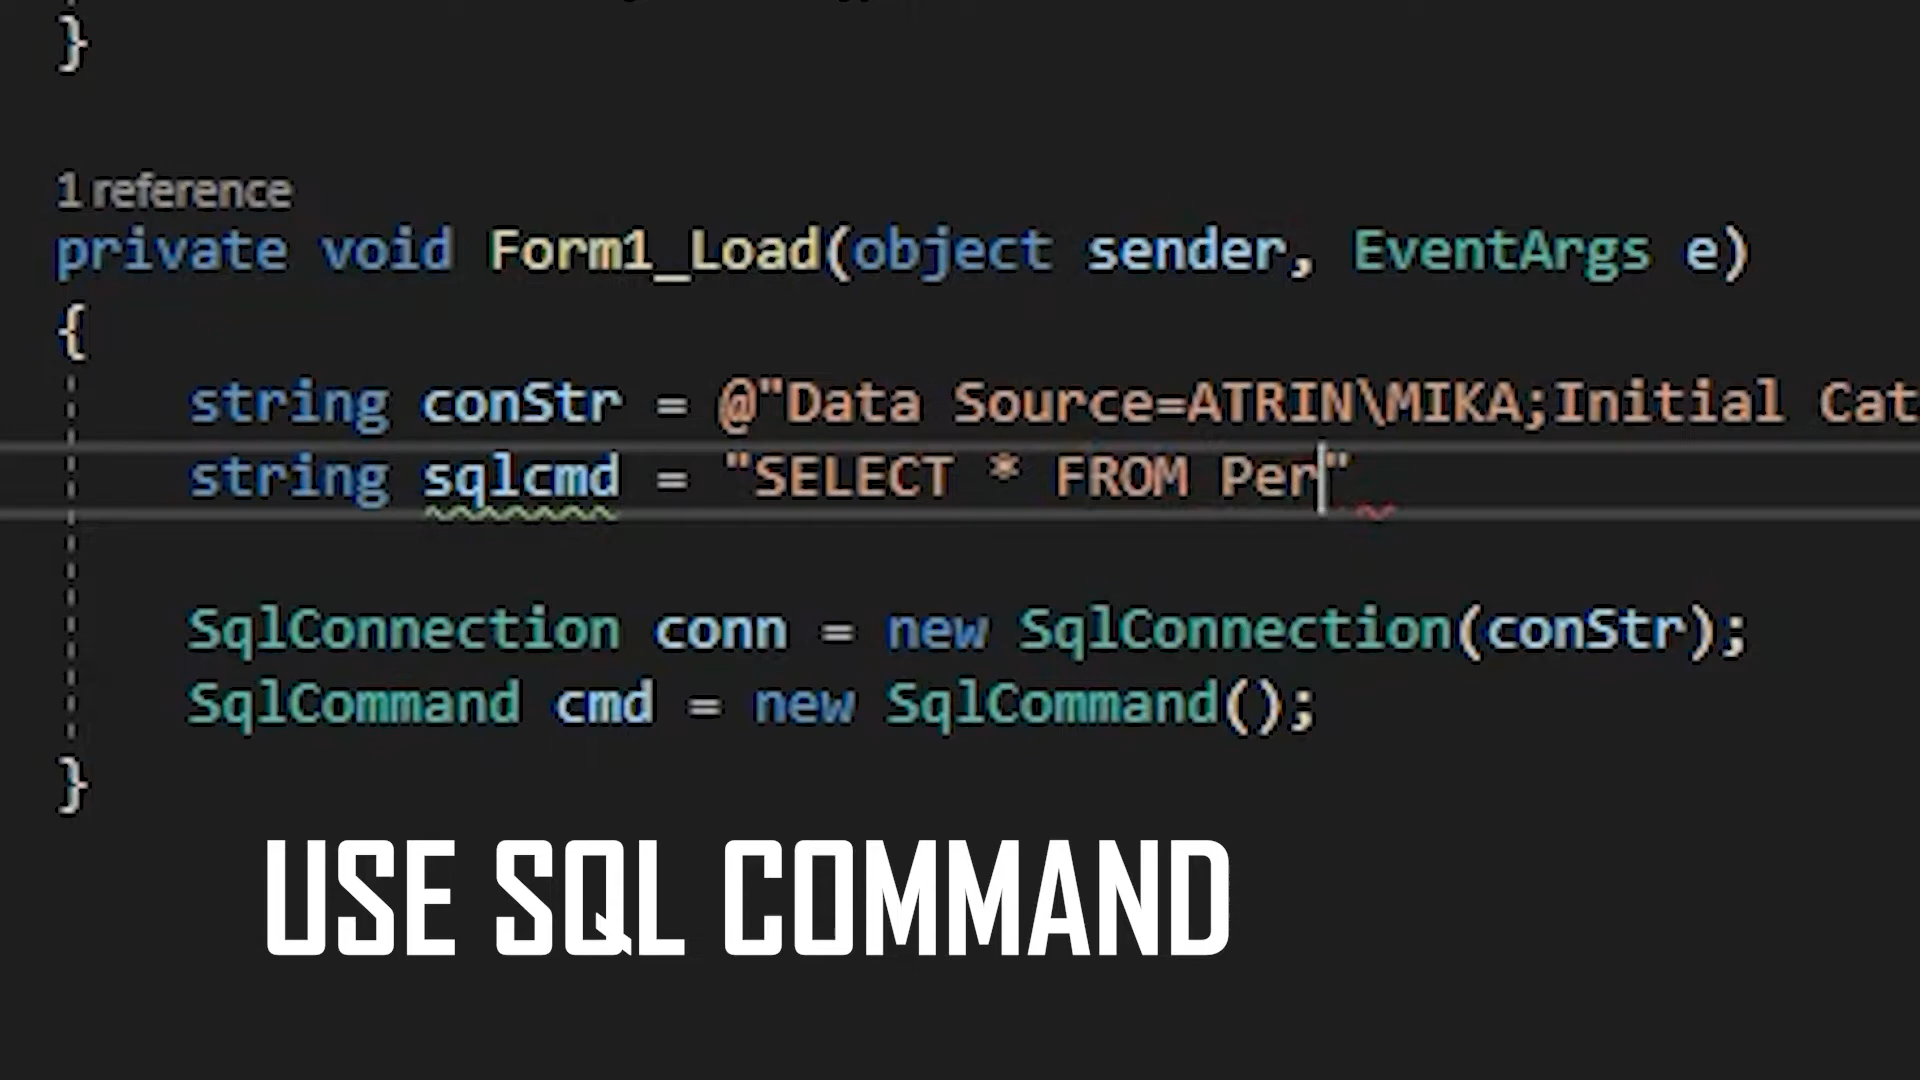 }
1 reference
private void Form1_Load(object sender, EventArgs e)
{
string conStr = @"Data Source=ATRIN\MIKA;Initial Cat
string sqlcmd = "SELECT * FROM Per"
SqlConnection conn = new SqlConnection(conStr);
SqlCommand cmd = new SqlCommand();
}
USE SQL COMMAND